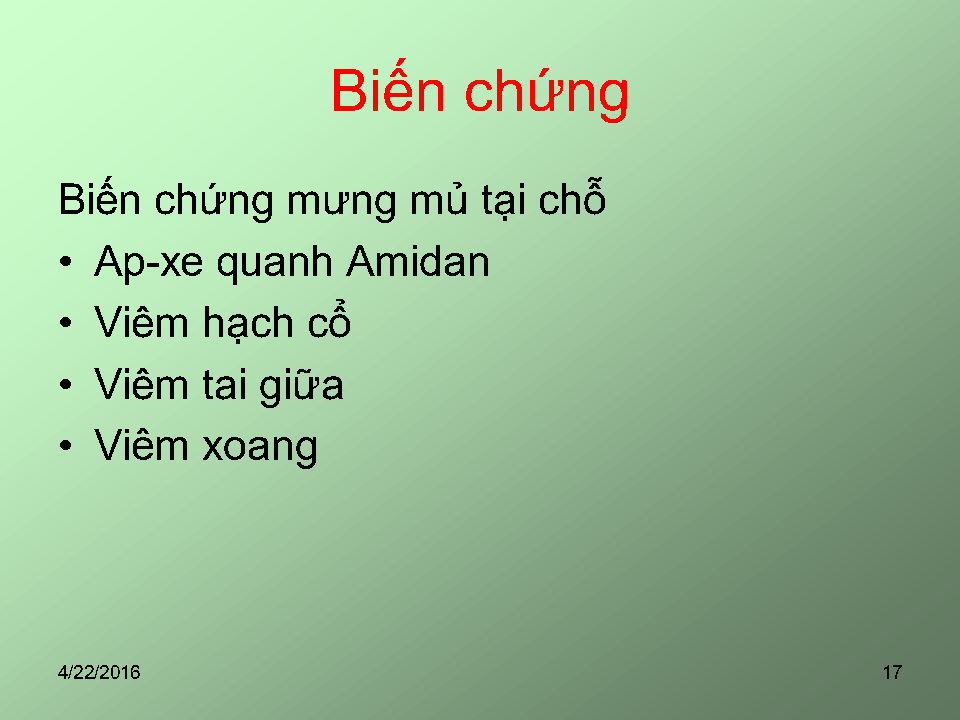 Biến chứng
Biến chứng mưng mủ tại chỗ
• Ap-xe quanh Amidan
• Viêm hạch cổ
• Viêm tai giữa
• Viêm xoang
4/22/2016
17